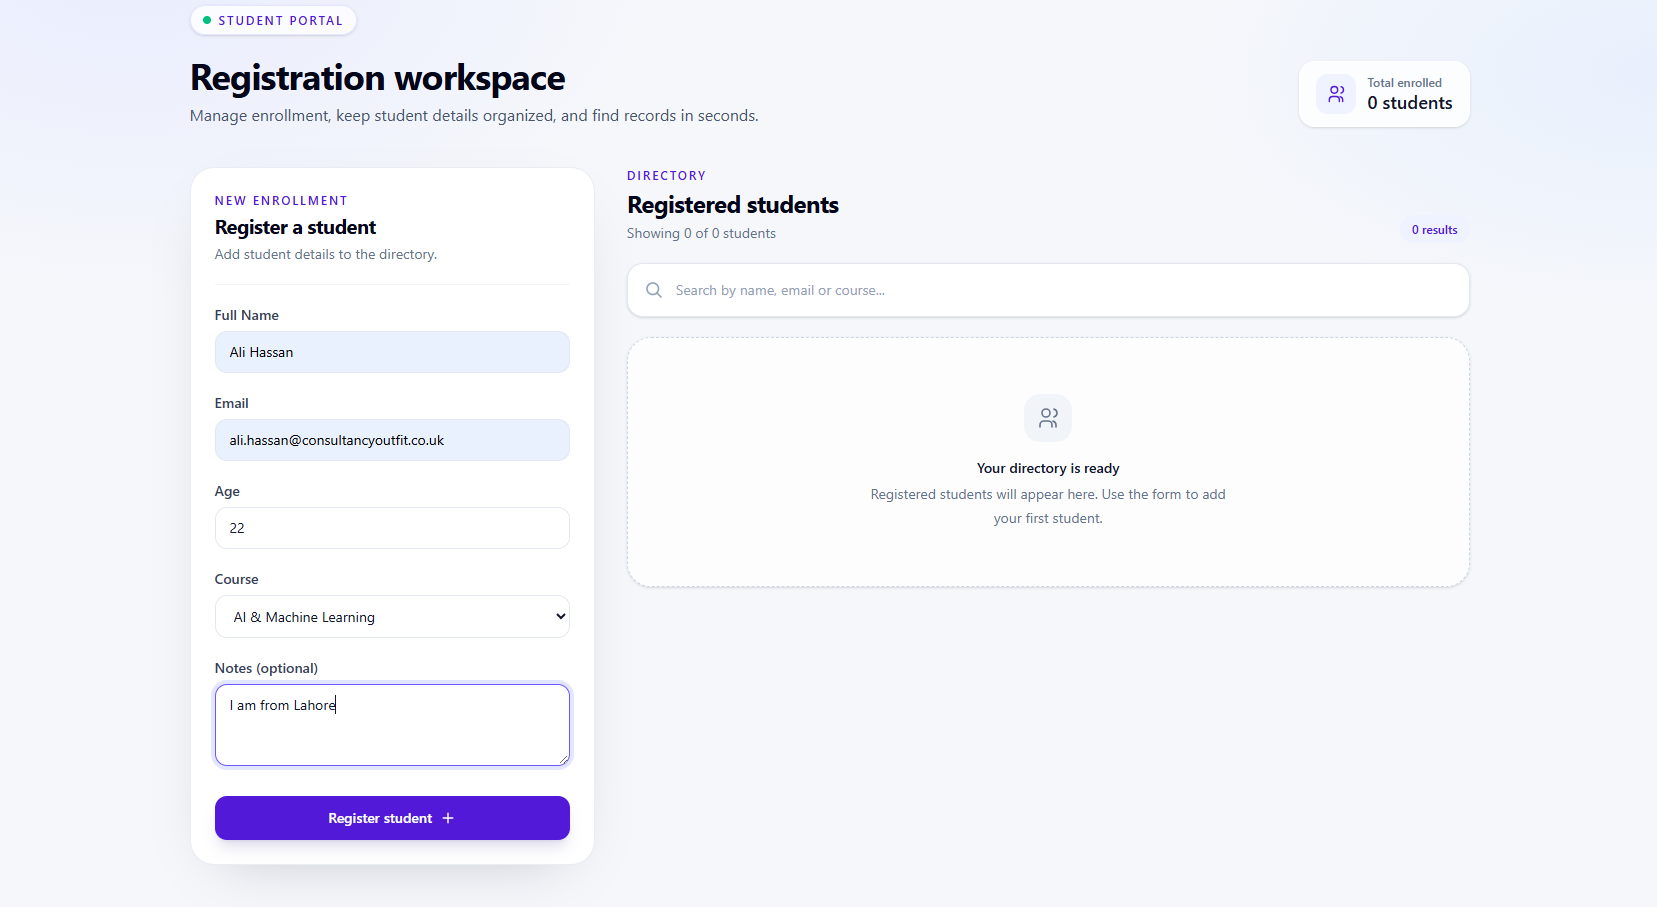 STUDENT PORTAL
Registration workspace
Manage enrollment, keep student details organized, and find records in seconds.
Total enrolled
0 students
NEW ENROLLMENT
Register a student
Add student details to the directory.
Full Name
Ali Hassan
Email
ali.hassan@consultancyoutfit.co.uk
Age
22
Course
AI & Machine Learning
Notes (optional)
I am from Lahore
Register student +
DIRECTORY
Registered students
Showing 0 of 0 students
0 results
Search by name, email or course...
Your directory is ready
Registered students will appear here. Use the form to add
your first student.